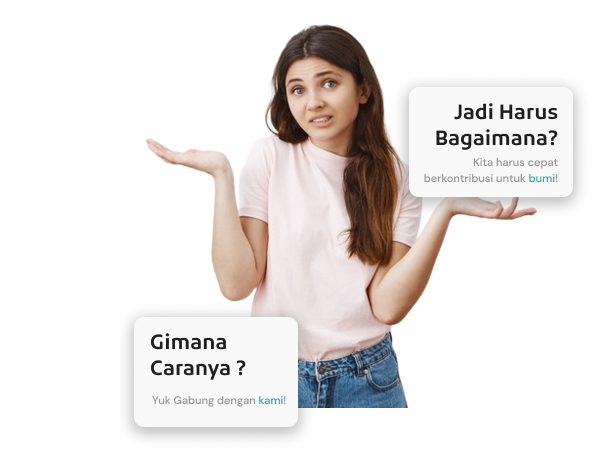 Jadi Harus
Bagaimana?
Kita harus cepat
berkontribusi untuk bumi!
Gimana
Caranya ?
Yuk Gabung dengan kami!